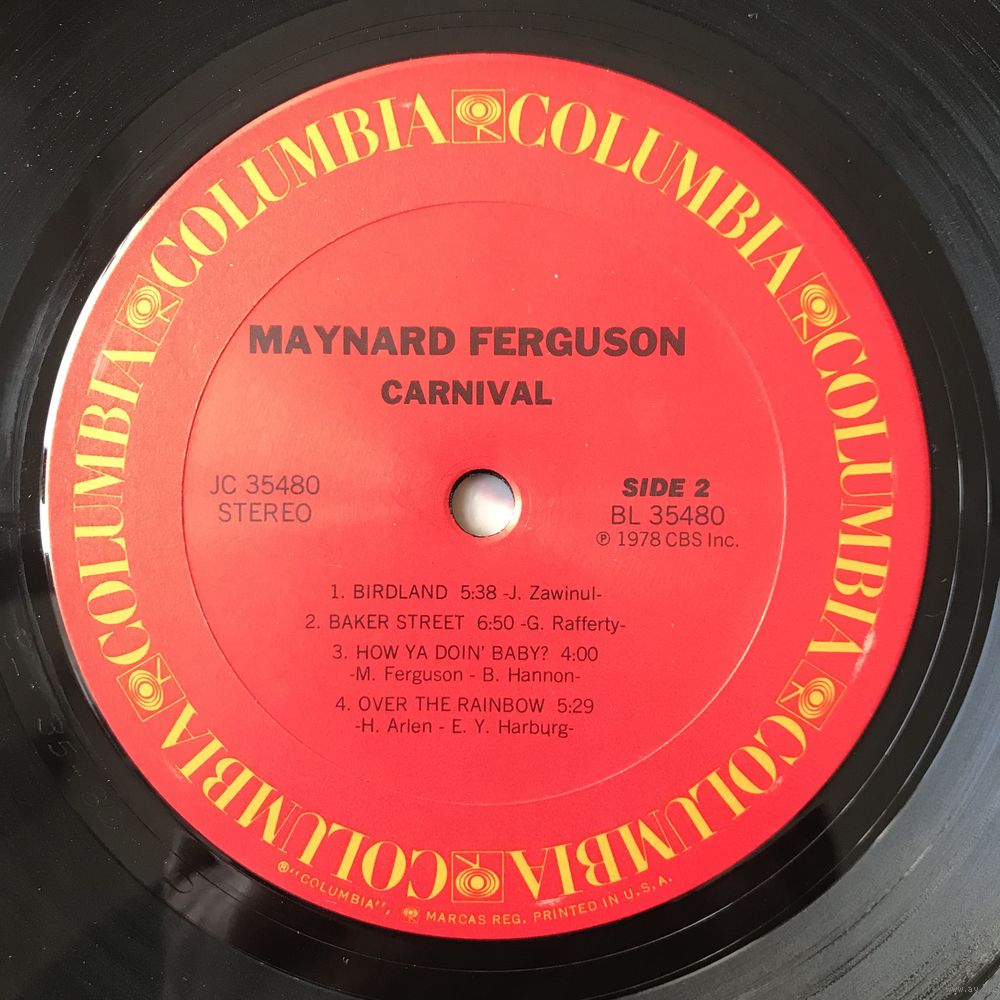 COLUMBIA COLUMBIA COLUMBIA COLUMBIA COLUMBIA COLUMBIA COLUMBIA COLUMBIA
MAYNARD FERGUSON
CARNIVAL
JC 35480
STEREO
SIDE 2
BL 35480
℗ 1978 CBS Inc.
1. BIRDLAND 5:38 -J. Zawinul-
2. BAKER STREET 6:50 -G. Rafferty-
3. HOW YA DOIN' BABY? 4:00
-M. Ferguson - B. Hannon-
4. OVER THE RAINBOW 5:29
-H. Arlen - E. Y. Harburg-
®"COLUMBIA", MARCAS REG. PRINTED IN U.S.A.
35